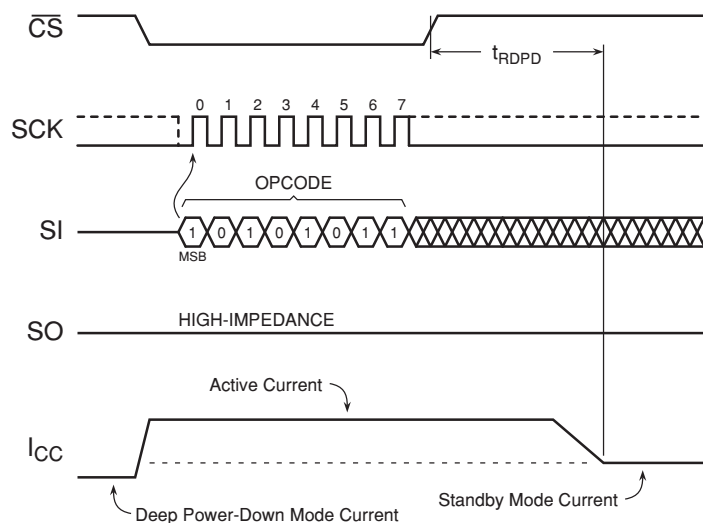 C̅S̅
tRDPD
SCK
0 1 2 3 4 5 6 7
OPCODE
SI
1 0 1 0 1 0 1 1
MSB
SO
HIGH-IMPEDANCE
Active Current
ICC
Deep Power-Down Mode Current
Standby Mode Current